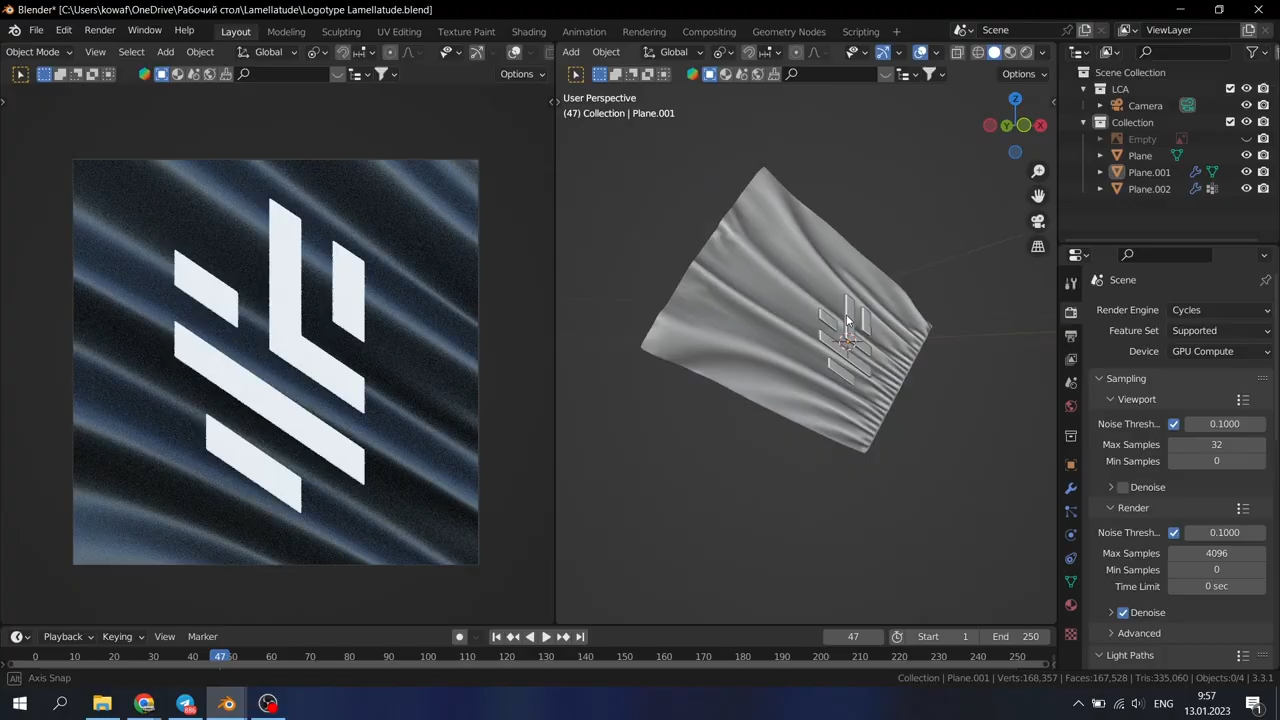 Blender* [C:\Users\kowaf\OneDrive\Рабочий стол\Lamellatude\Logotype Lamellatude.blend]
File Edit Render Window Help Layout Modeling Sculpting UV Editing Texture Paint Shading Animation Rendering Compositing Geometry Nodes Scripting + Scene ViewLayer
Object Mode View Select Add Object Global Add Object Global
Options Options
User Perspective
(47) Collection | Plane.001
Z
Y
X
Scene Collection
LCA
Camera
Collection
Empty
Plane
Plane.001
Plane.002
Scene
Render Engine Cycles
Feature Set Supported
Device GPU Compute
Sampling
Viewport
Noise Thresh... 0.1000
Max Samples 32
Min Samples 0
Denoise
Render
Noise Thresh... 0.1000
Max Samples 4096
Min Samples 0
Time Limit 0 sec
Denoise
Advanced
Light Paths
Playback Keying View Marker 47 Start 1 End 250
0 10 20 30 40 47 50 60 70 80 90 100 110 120 130 140 150 160 170 180 190 200 210 220 230 240 250
Alt Axis Snap Collection | Plane.001 | Verts:168,357 | Faces:167,528 | Tris:335,060 | Objects:0/4 | 3.3.1
686 ENG 9:57
13.01.2023